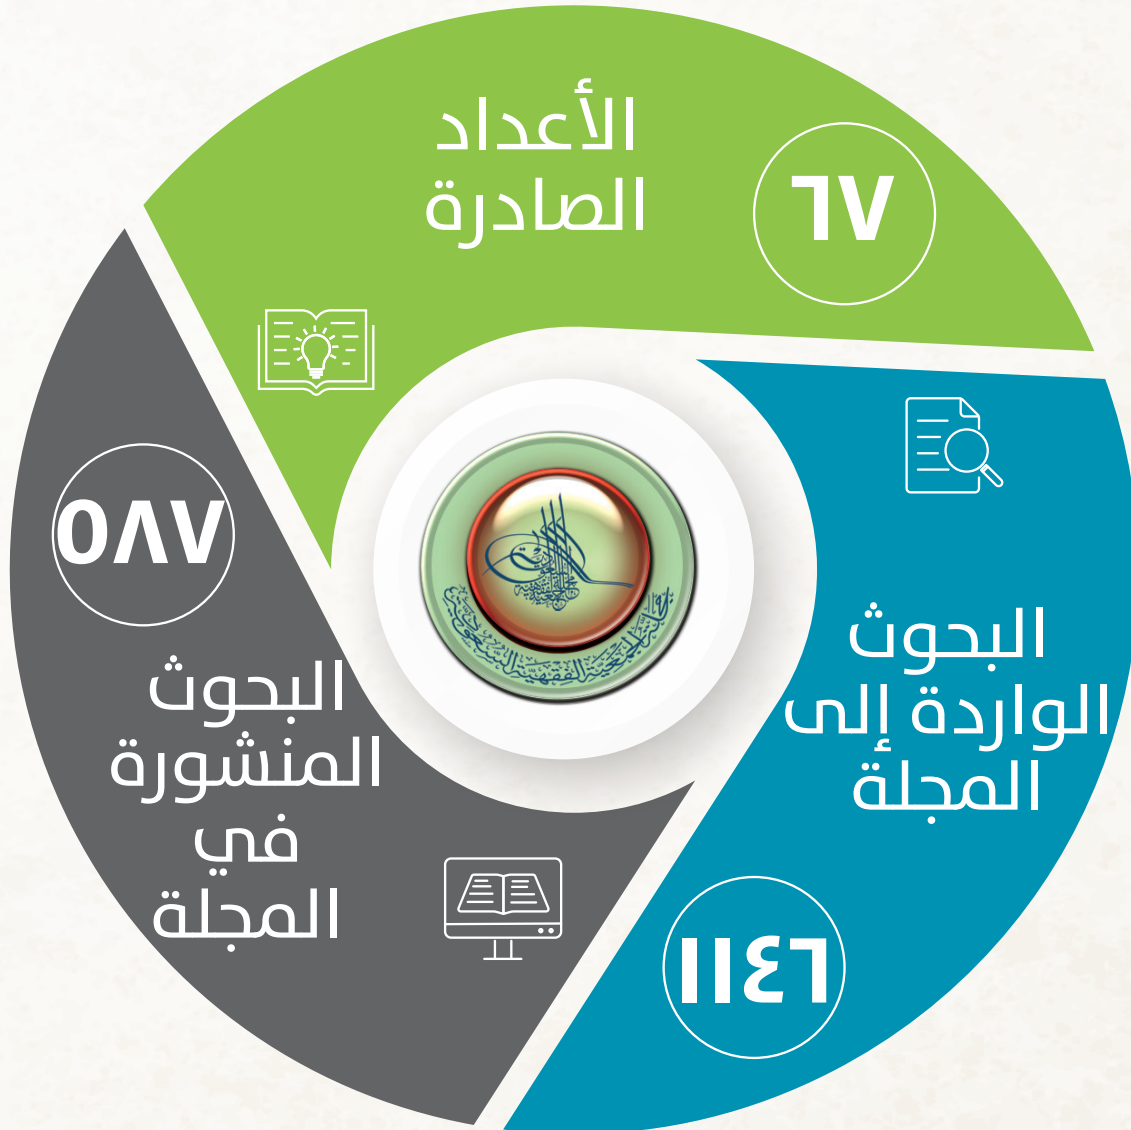 الأعداد
الصادرة
٦٧
البحوث
الواردة إلى
المجلة
١١٤٦
٥٨٧
البحوث
المنشورة
في
المجلة